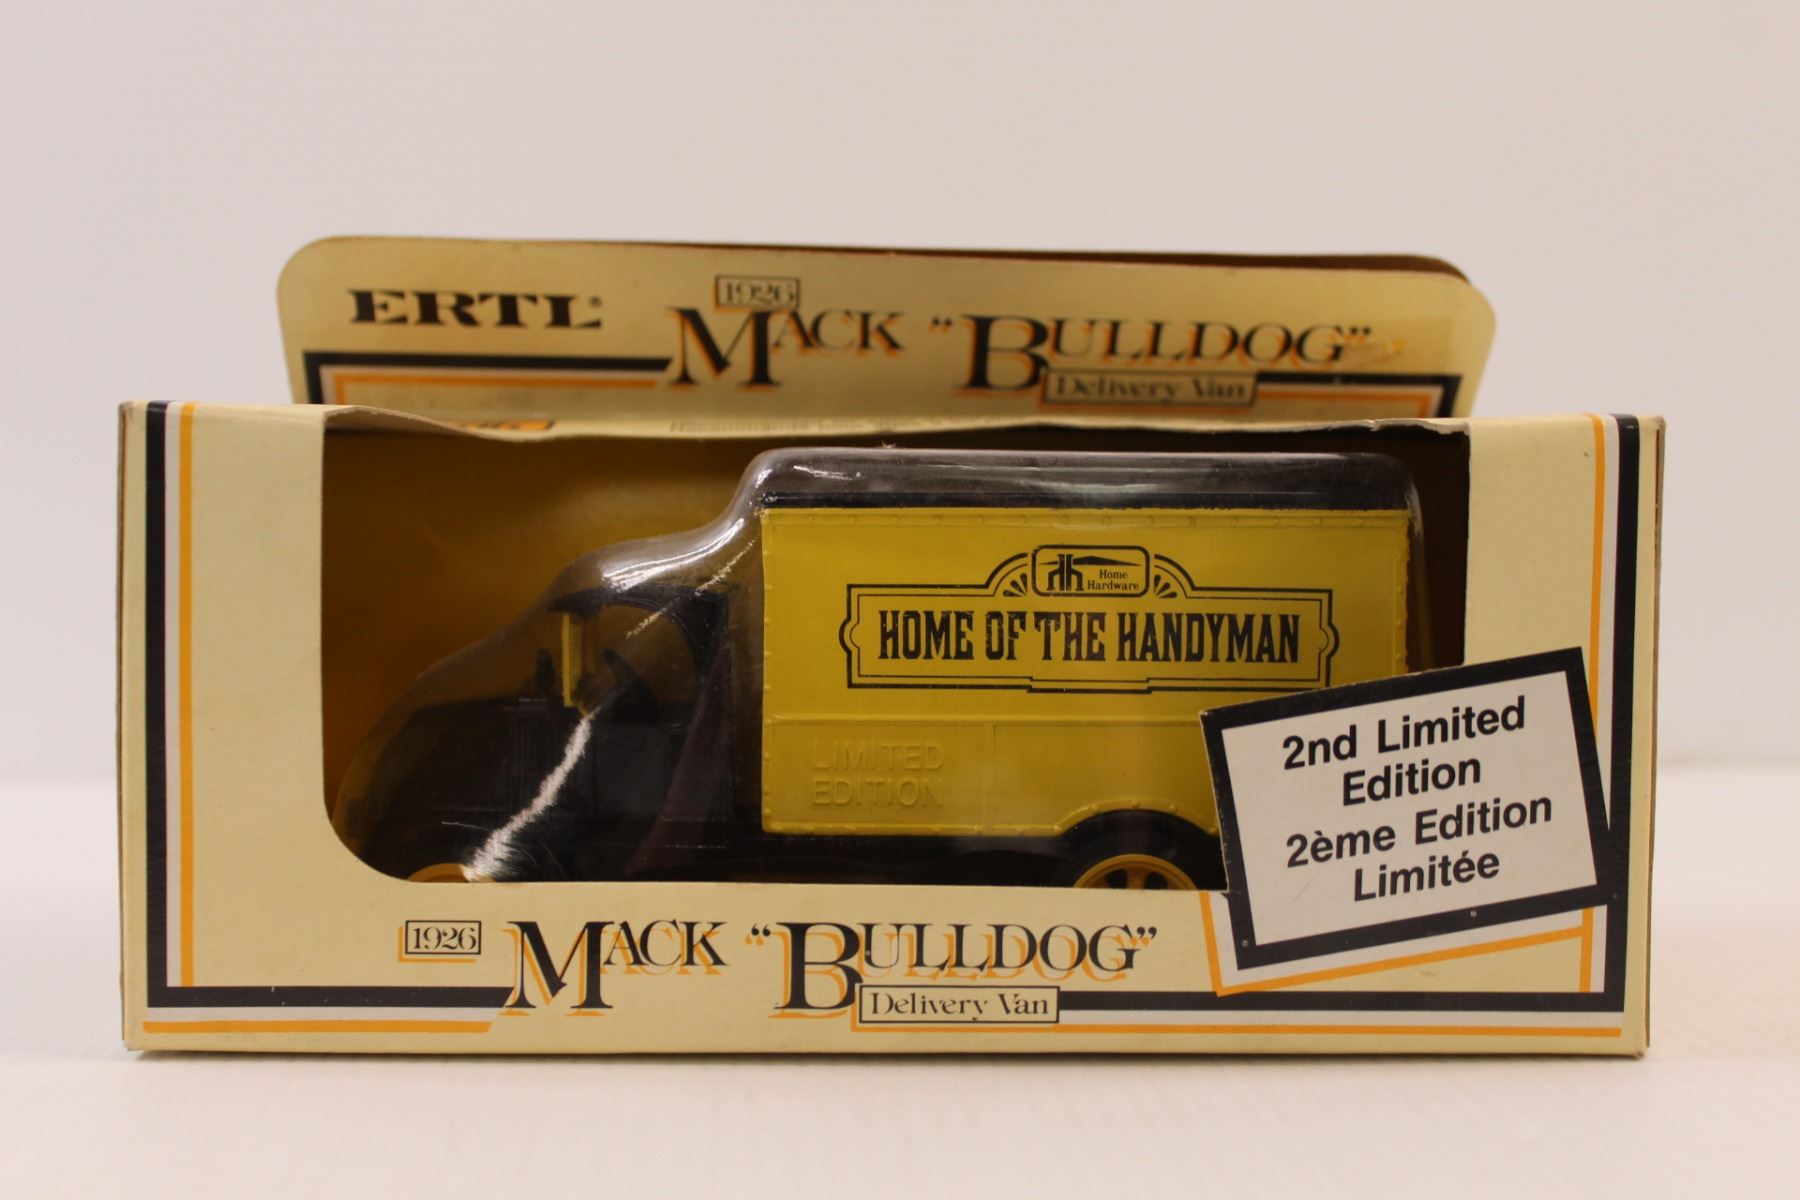 ERTL®
1926
MACK "BULLDOG"
Delivery Van
Home
Hardware
HOME OF THE HANDYMAN
LIMITED
EDITION
2nd Limited
Edition
2ème Edition
Limitée
1926
MACK "BULLDOG"
Delivery Van